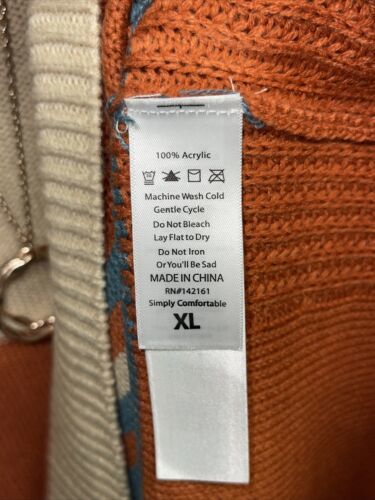 100% Acrylic
Machine Wash Cold
Gentle Cycle
Do Not Bleach
Lay Flat to Dry
Do Not Iron
Or You'll Be Sad
MADE IN CHINA
RN#142161
Simply Comfortable
XL